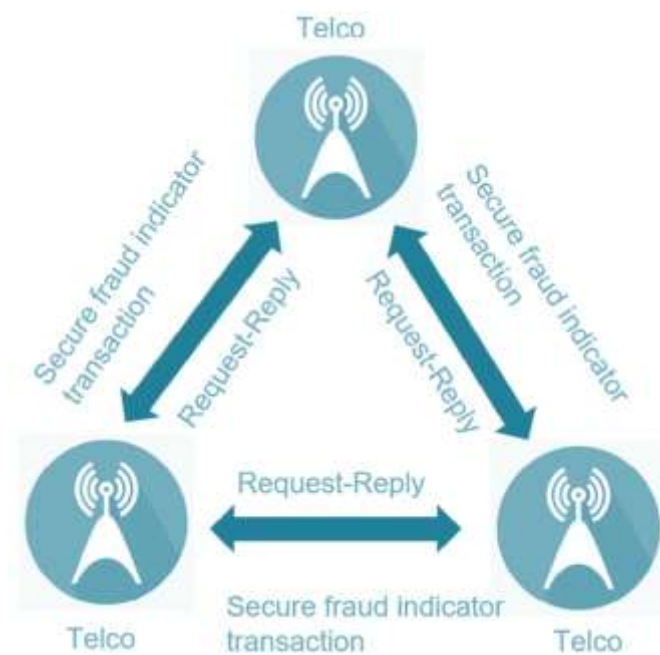 Telco
Secure fraud indicator
transaction
Request-Reply
Secure fraud indicator
transaction
Request-Reply
Request-Reply
Secure fraud indicator
transaction
Telco
Telco